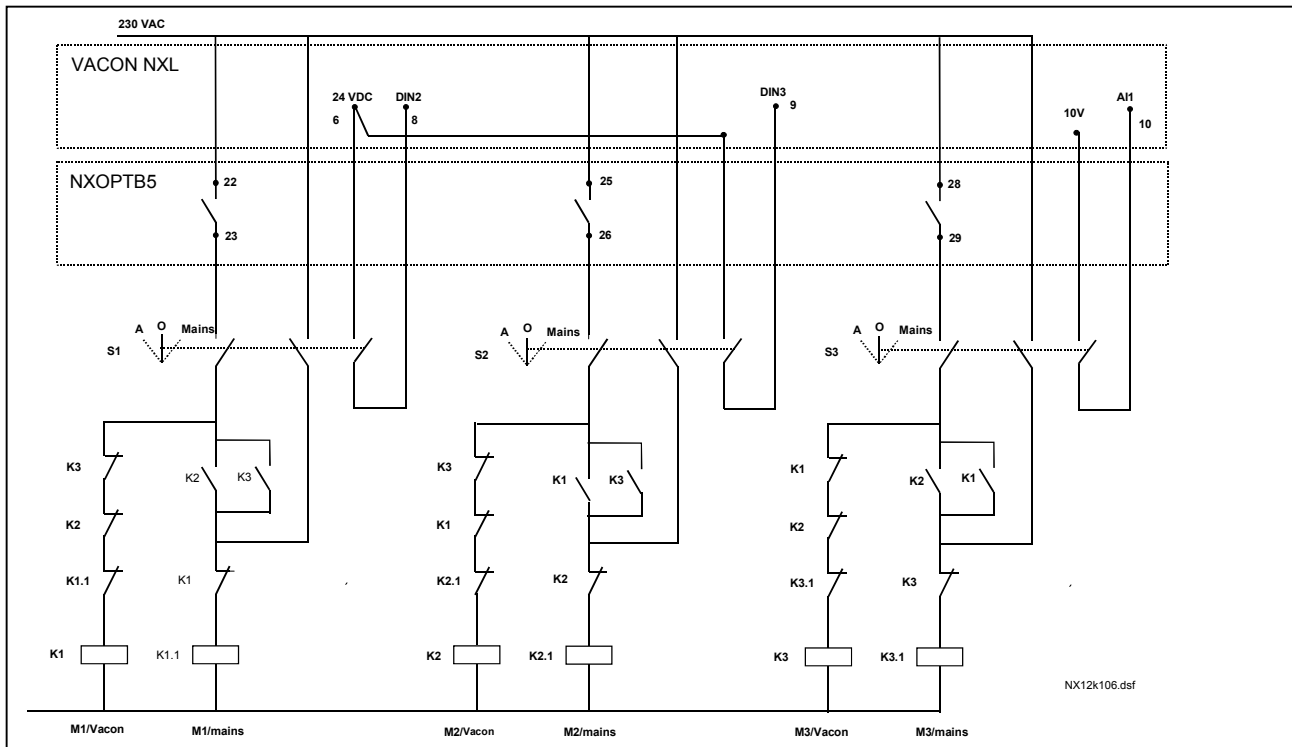 230 VAC
VACON NXL
24 VDC DIN2 DIN3 AI1
6 8 9 10V 10
NXOPTB5
22 25 28
23 26 29
A O Mains A O Mains A O Mains
S1 S2 S3
K3 K2 K3 K3 K1 K3 K1 K2 K1
K2 K1 K2
K1.1 K1 K2.1 K2 K3.1 K3
K1 K1.1 K2 K2.1 K3 K3.1
NX12k106.dsf
M1/Vacon M1/mains M2/Vacon M2/mains M3/Vacon M3/mains